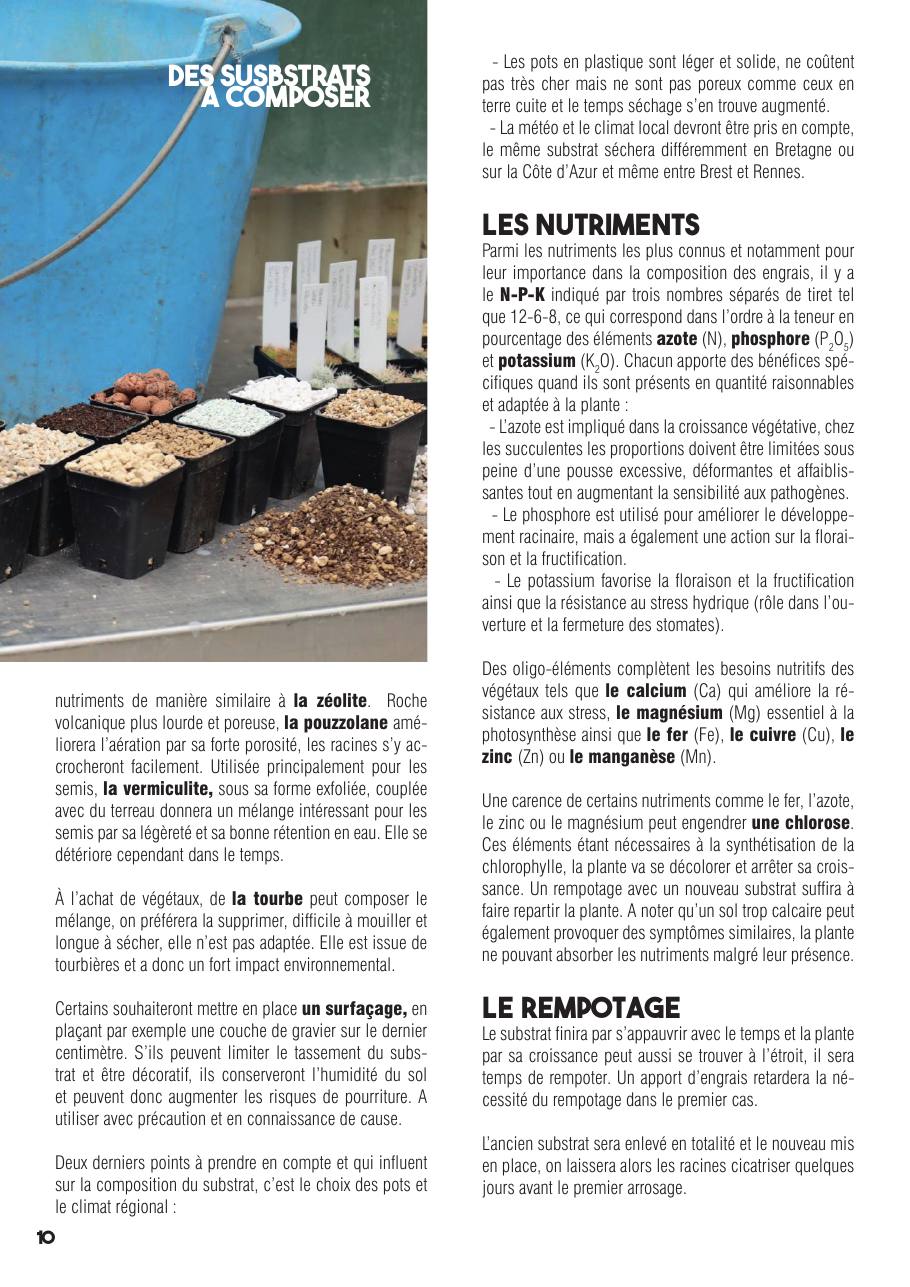 DES SUSBSTRATS
A COMPOSER
nutriments de manière similaire à la zéolite. Roche
volcanique plus lourde et poreuse, la pouzzolane amé-
liorera l'aération par sa forte porosité, les racines s'y ac-
crocheront facilement. Utilisée principalement pour les
semis, la vermiculite, sous sa forme exfoliée, couplée
avec du terreau donnera un mélange intéressant pour les
semis par sa légèreté et sa bonne rétention en eau. Elle se
détériore cependant dans le temps.
À l'achat de végétaux, de la tourbe peut composer le
mélange, on préférera la supprimer, difficile à mouiller et
longue à sécher, elle n'est pas adaptée. Elle est issue de
tourbières et a donc un fort impact environnemental.
Certains souhaiteront mettre en place un surfaçage, en
plaçant par exemple une couche de gravier sur le dernier
centimètre. S'ils peuvent limiter le tassement du subs-
trat et être décoratif, ils conserveront l'humidité du sol
et peuvent donc augmenter les risques de pourriture. A
utiliser avec précaution et en connaissance de cause.
Deux derniers points à prendre en compte et qui influent
sur la composition du substrat, c'est le choix des pots et
le climat régional :
- Les pots en plastique sont léger et solide, ne coûtent
pas très cher mais ne sont pas poreux comme ceux en
terre cuite et le temps séchage s'en trouve augmenté.
- La météo et le climat local devront être pris en compte,
le même substrat séchera différemment en Bretagne ou
sur la Côte d'Azur et même entre Brest et Rennes.
LES NUTRIMENTS
Parmi les nutriments les plus connus et notamment pour
leur importance dans la composition des engrais, il y a
le N-P-K indiqué par trois nombres séparés de tiret tel
que 12-6-8, ce qui correspond dans l'ordre à la teneur en
pourcentage des éléments azote (N), phosphore (P2O5)
et potassium (K2O). Chacun apporte des bénéfices spé-
cifiques quand ils sont présents en quantité raisonnables
et adaptée à la plante :
- L'azote est impliqué dans la croissance végétative, chez
les succulentes les proportions doivent être limitées sous
peine d'une pousse excessive, déformantes et affaiblis-
santes tout en augmentant la sensibilité aux pathogènes.
- Le phosphore est utilisé pour améliorer le développe-
ment racinaire, mais a également une action sur la florai-
son et la fructification.
- Le potassium favorise la floraison et la fructification
ainsi que la résistance au stress hydrique (rôle dans l'ou-
verture et la fermeture des stomates).
Des oligo-éléments complètent les besoins nutritifs des
végétaux tels que le calcium (Ca) qui améliore la ré-
sistance aux stress, le magnésium (Mg) essentiel à la
photosynthèse ainsi que le fer (Fe), le cuivre (Cu), le
zinc (Zn) ou le manganèse (Mn).
Une carence de certains nutriments comme le fer, l'azote,
le zinc ou le magnésium peut engendrer une chlorose.
Ces éléments étant nécessaires à la synthétisation de la
chlorophylle, la plante va se décolorer et arrêter sa crois-
sance. Un rempotage avec un nouveau substrat suffira à
faire repartir la plante. A noter qu'un sol trop calcaire peut
également provoquer des symptômes similaires, la plante
ne pouvant absorber les nutriments malgré leur présence.
LE REMPOTAGE
Le substrat finira par s'appauvrir avec le temps et la plante
par sa croissance peut aussi se trouver à l'étroit, il sera
temps de rempoter. Un apport d'engrais retardera la né-
cessité du rempotage dans le premier cas.
L'ancien substrat sera enlevé en totalité et le nouveau mis
en place, on laissera alors les racines cicatriser quelques
jours avant le premier arrosage.
10